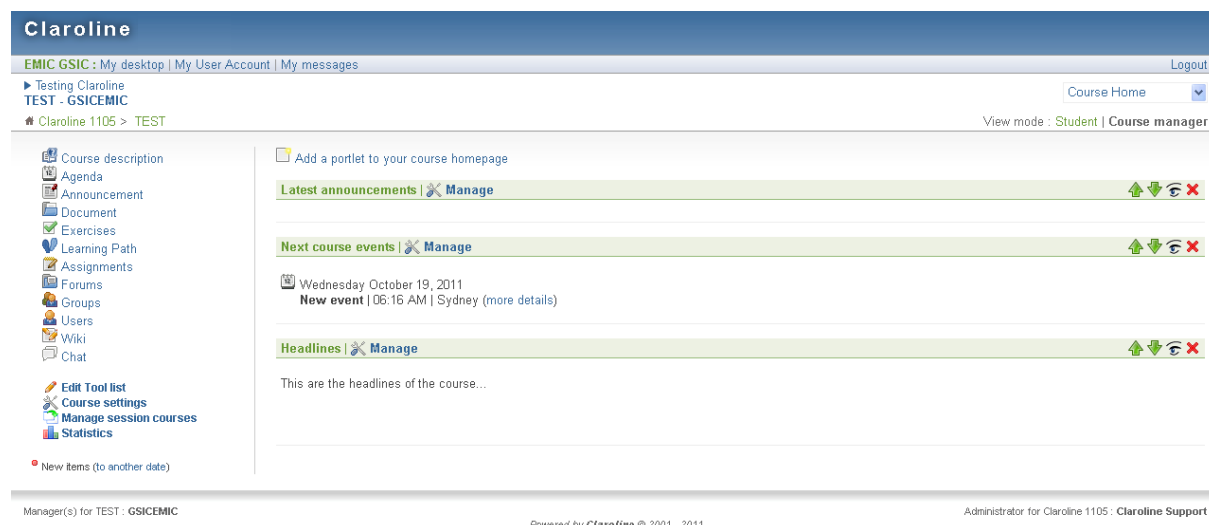 Claroline
EMIC GSIC : My desktop | My User Account | My messages
Logout
Testing Claroline
TEST - GSICEMIC
Course Home
Claroline 1105 > TEST
View mode : Student | Course manager
Course description
Agenda
Announcement
Document
Exercises
Learning Path
Assignments
Forums
Groups
Users
Wiki
Chat
Edit Tool list
Course settings
Manage session courses
Statistics
New items (to another date)
Add a portlet to your course homepage
Latest announcements | Manage
Next course events | Manage
Wednesday October 19, 2011
New event | 06:16 AM | Sydney (more details)
Headlines | Manage
This are the headlines of the course...
Manager(s) for TEST : GSICEMIC
Powered by Claroline © 2001 - 2011
Administrator for Claroline 1105 : Claroline Support